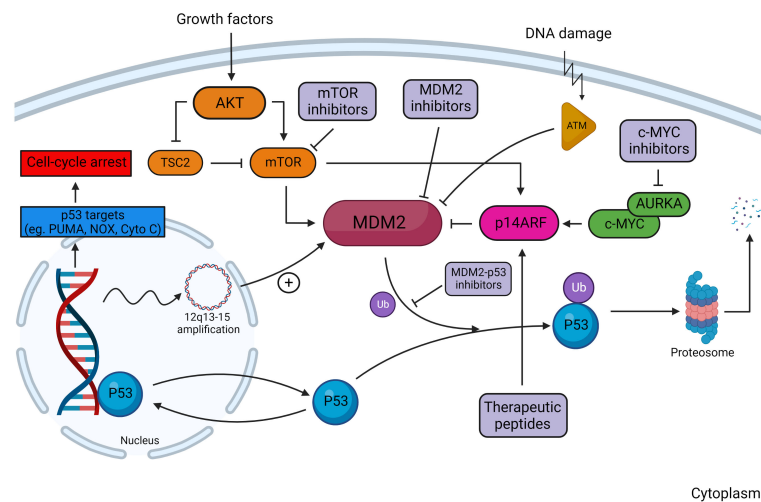 Growth factors
DNA damage
AKT
mTOR
inhibitors
MDM2
inhibitors
ATM
c-MYC
inhibitors
Cell-cycle arrest
TSC2
mTOR
AURKA
p53 targets
(eg. PUMA, NOX, Cyto C)
MDM2
p14ARF
c-MYC
MDM2-p53
inhibitors
+
Ub
Ub
12q13-15
amplification
P53
Proteosome
P53
P53
Therapeutic
peptides
Nucleus
Cytoplasm